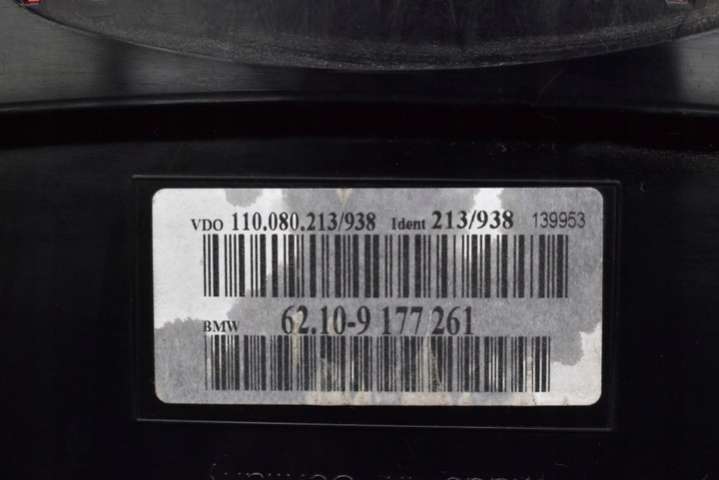 VDO 110.080.213/938 Ident 213/938 139953
BMW 62.10-9 177 261